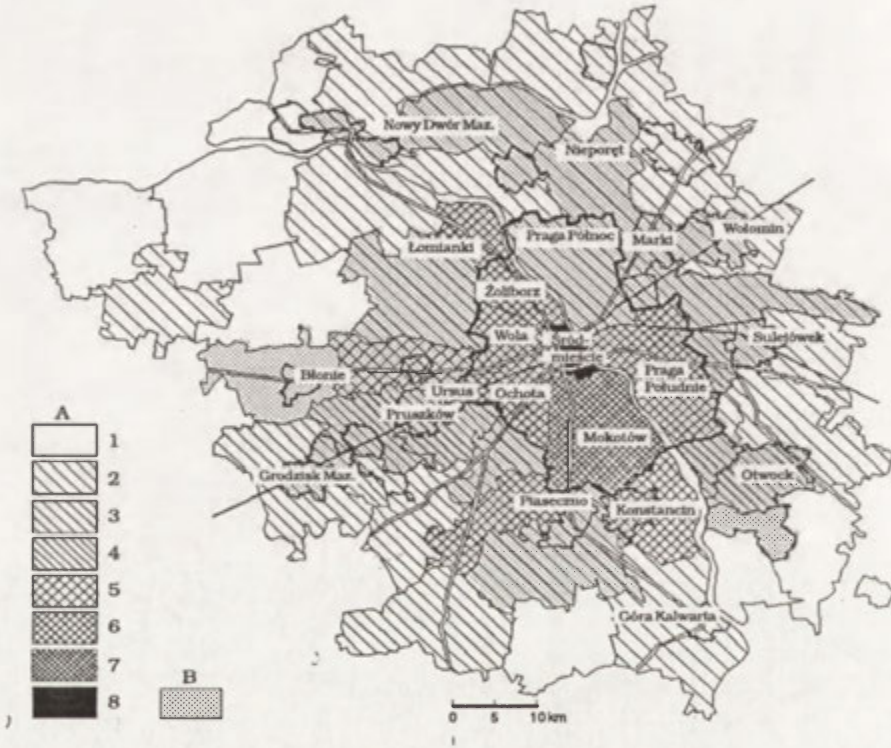 Nowy Dwór Maz.
Nieporęt
Łomianki
Praga Północ
Marki
Wołomin
Żoliborz
Wola
Śród-
mieście
Sulejówek
Błonie
Ursus
Ochota
Praga
Południe
Pruszków
Mokotów
Grodzisk Maz.
Otwock
Piaseczno
Konstancin
Góra Kalwaria
A
1
2
3
4
5
6
7
8
B
0 5 10 km